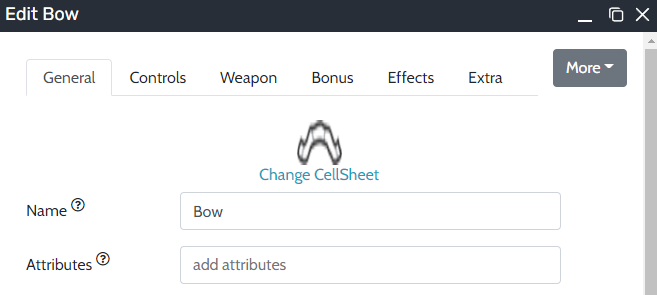 Edit Bow
General Controls Weapon Bonus Effects Extra More
Change CellSheet
Name ?
Bow
Attributes ?
add attributes